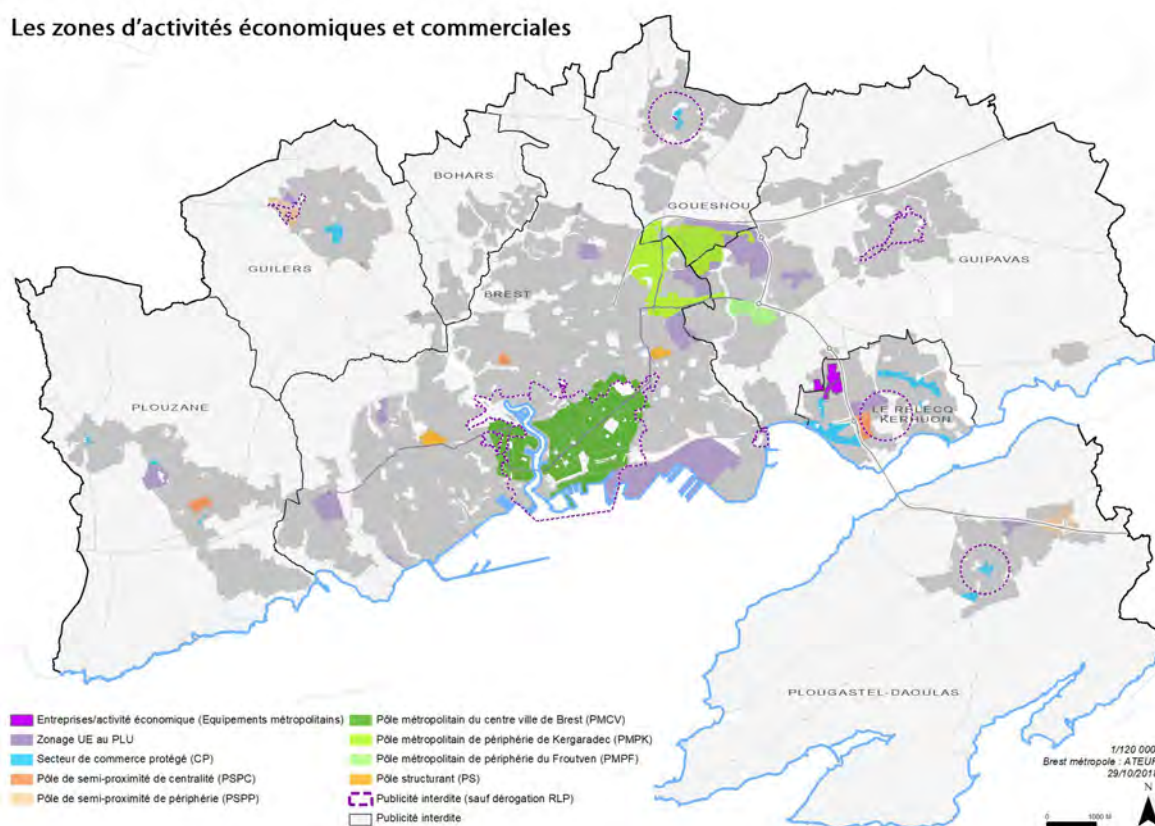 Les zones d'activités économiques et commerciales
BOHARS
GOUESNOU
GUIPAVAS
GUILERS
BREST
PLOUZANE
LE RELECQ-
KERHUON
PLOUGASTEL-DAOULAS
Entreprises/activité économique (Equipements métropolitains)
Zonage UE au PLU
Secteur de commerce protégé (CP)
Pôle de semi-proximité de centralité (PSPC)
Pôle de semi-proximité de périphérie (PSPP)
Pôle métropolitain du centre ville de Brest (PMCV)
Pôle métropolitain de périphérie de Kergaradec (PMPK)
Pôle métropolitain de périphérie du Froutven (PMPF)
Pôle structurant (PS)
Publicité interdite (sauf dérogation RLP)
Publicité interdite
1/120 000
Brest métropole : ATEUR
29/10/2018
N
0 1000 M